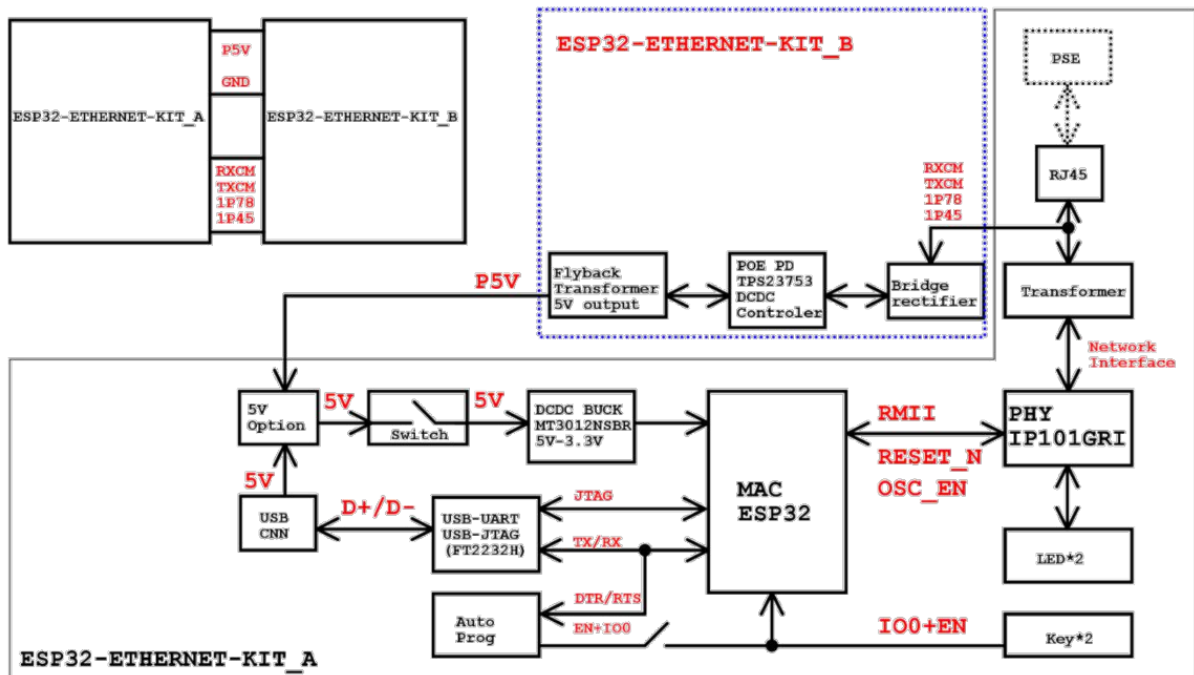 P5V
GND
ESP32-ETHERNET-KIT_A
ESP32-ETHERNET-KIT_B
RXCM
TXCM
1P78
1P45
ESP32-ETHERNET-KIT_B
PSE
RJ45
RXCM
TXCM
1P78
1P45
P5V
Flyback
Transformer
5V output
POE PD
TPS23753
DCDC
Controler
Bridge
rectifier
Transformer
Network
Interface
5V
Option
5V
Switch
5V
DCDC BUCK
MT3012NSBR
5V-3.3V
MAC
ESP32
RMII
RESET_N
OSC_EN
PHY
IP101GRI
5V
USB
CNN
D+/D-
USB-UART
USB-JTAG
(FT2232H)
JTAG
TX/RX
LED*2
DTR/RTS
Auto
Prog
EN+IO0
IO0+EN
Key*2
ESP32-ETHERNET-KIT_A